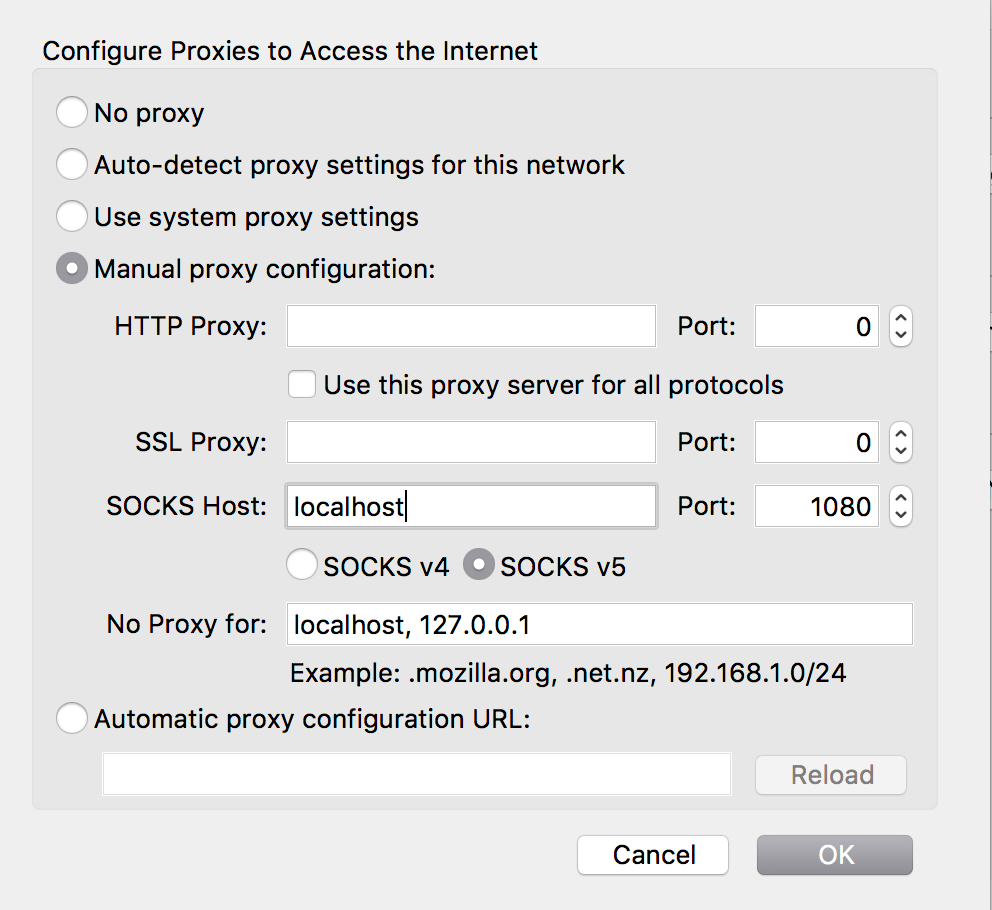 Configure Proxies to Access the Internet
No proxy
Auto-detect proxy settings for this network
Use system proxy settings
Manual proxy configuration:
HTTP Proxy: Port: 0
Use this proxy server for all protocols
SSL Proxy: Port: 0
SOCKS Host: localhost Port: 1080
SOCKS v4 SOCKS v5
No Proxy for: localhost, 127.0.0.1
Example: .mozilla.org, .net.nz, 192.168.1.0/24
Automatic proxy configuration URL:
Reload
Cancel OK